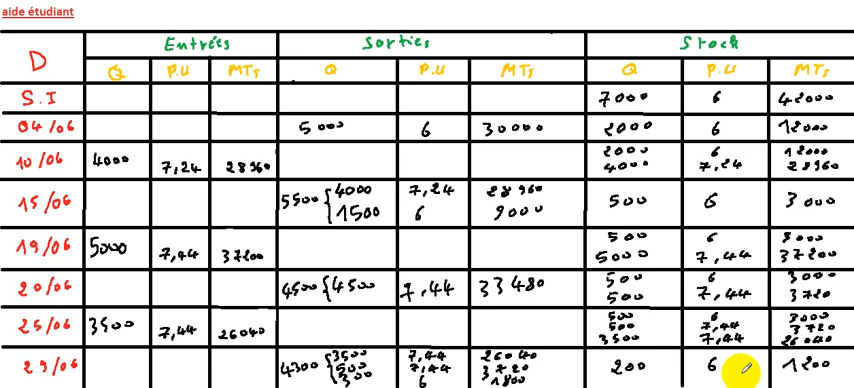 aide étudiant
D Entrées Sorties Stock
Q P.U MTs Q P.U MTs Q P.U MTs
S.I 7000 6 42000
04/06 5000 6 30000 2000 6 12000
10/06 4000 7,24 28960 2000 6 12000
4000 7,24 28960
15/06 5500 { 4000 7,24 28960 500 6 3000
1500 6 9000
19/06 5000 7,44 37200 500 6 3000
5000 7,44 37200
20/06 4500 { 4500 7,44 33480 500 6 3000
500 7,44 3720
25/06 3500 7,44 26040 500 6 3000
500 7,44 3720
3500 7,44 26040
29/06 4300 { 3500 7,44 26040 200 6 1200
500 7,44 3720
300 6 1800